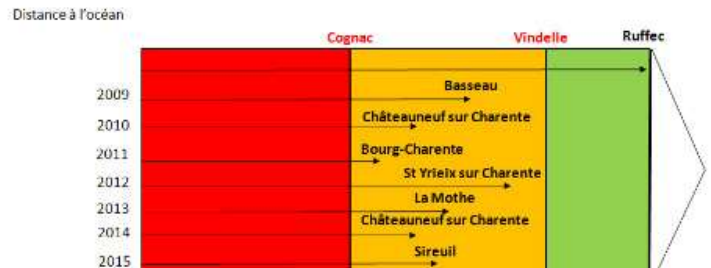 Distance à l'océan
Cognac Vindelle Ruffec
Basseau
2009
Châteauneuf sur Charente
2010
Bourg-Charente
2011
St Yrieix sur Charente
2012
La Mothe
2013
Châteauneuf sur Charente
2014
Sireuil
2015